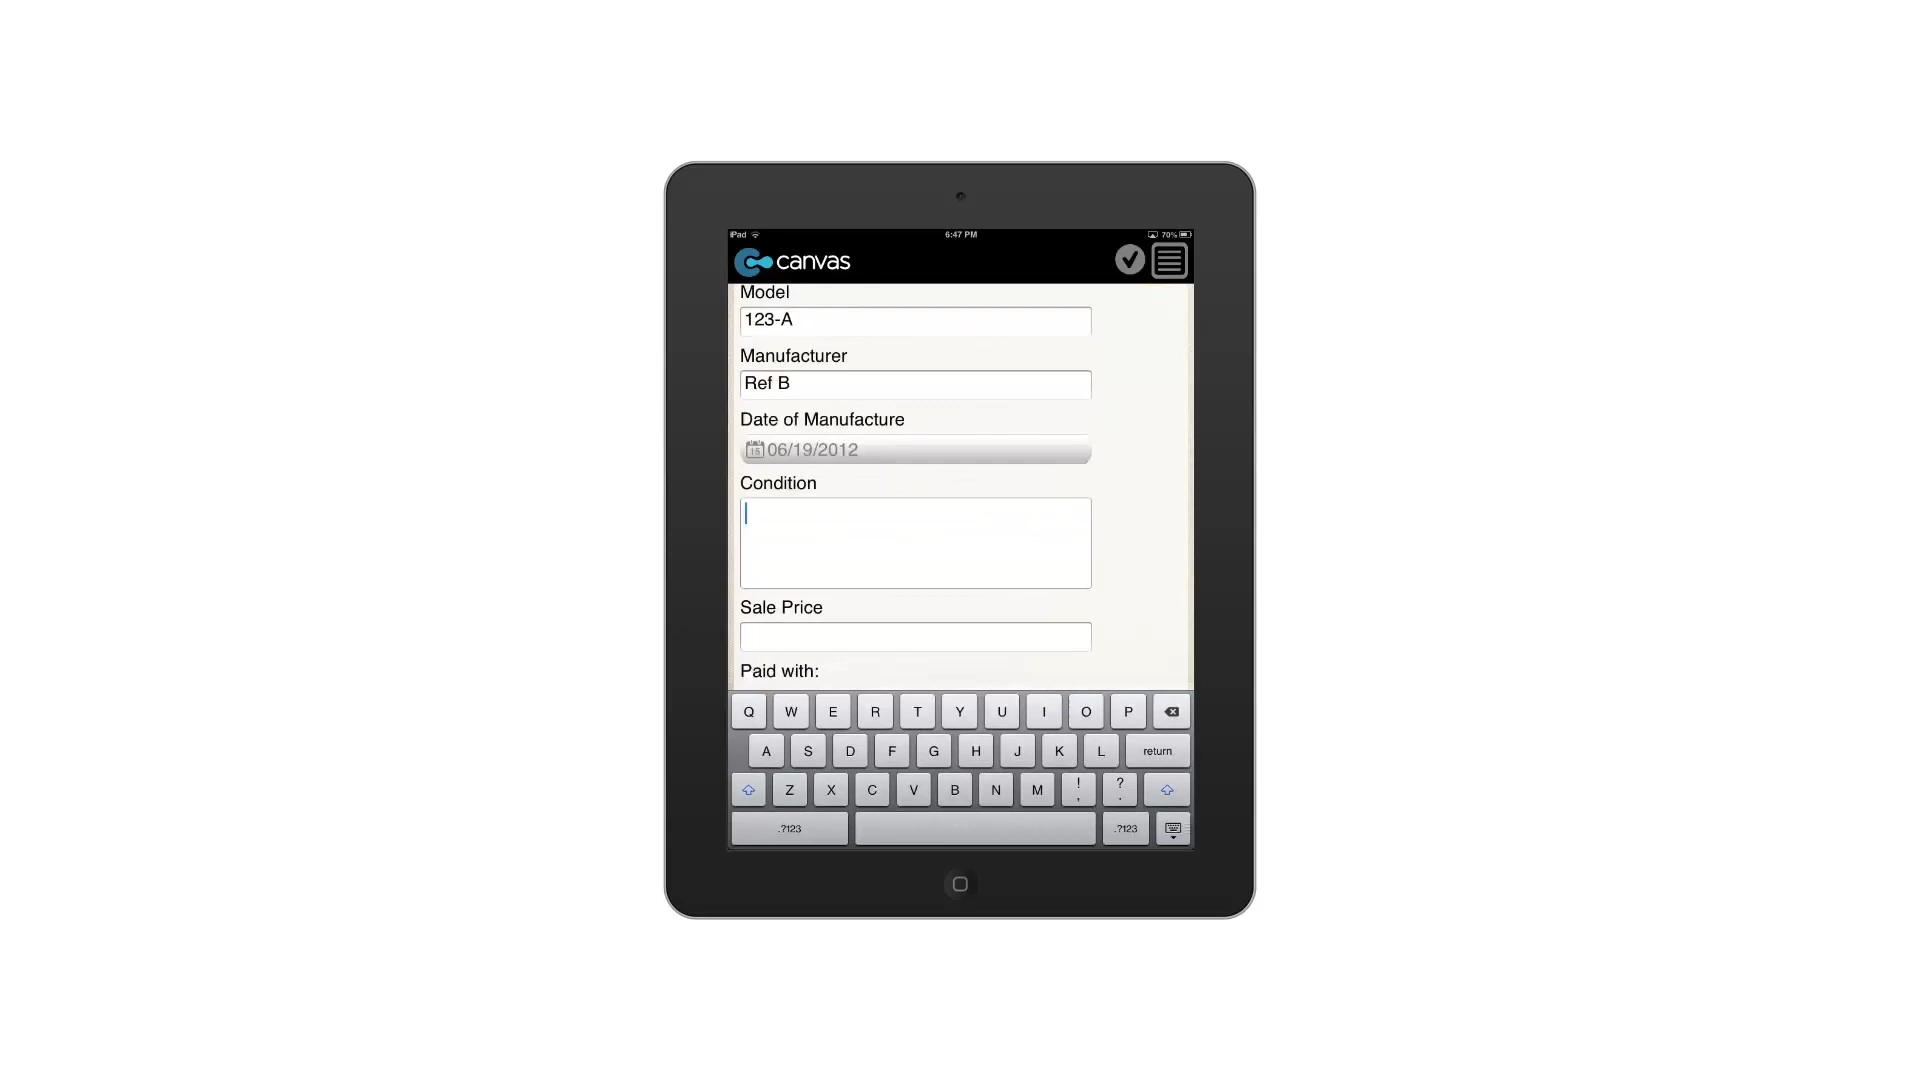 iPad 6:47 PM 70%
canvas
Model
123-A
Manufacturer
Ref B
Date of Manufacture
15 06/19/2012
Condition
Sale Price
Paid with:
Q W E R T Y U I O P
A S D F G H J K L return
Z X C V B N M ! , ? .
.?123 .?123